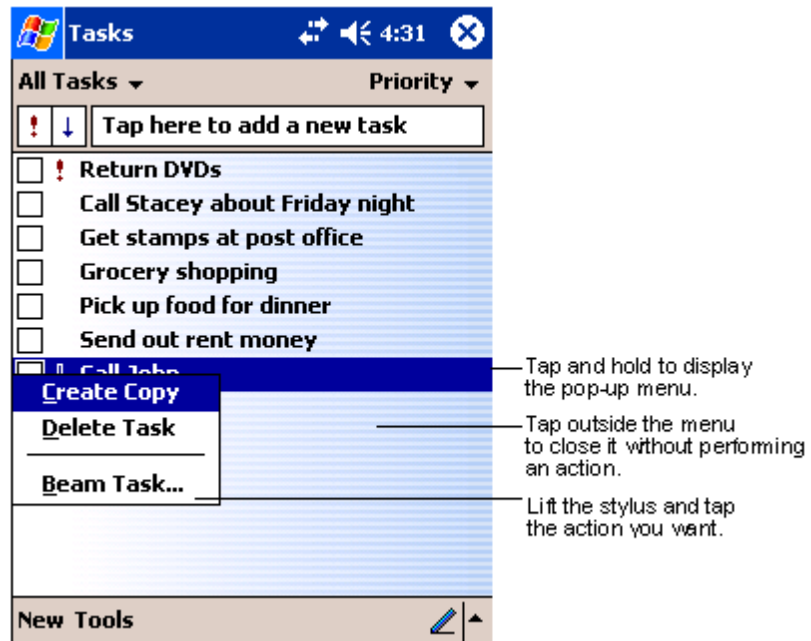 Tasks 4:31
All Tasks Priority
! ↓ Tap here to add a new task
! Return DVDs
Call Stacey about Friday night
Get stamps at post office
Grocery shopping
Pick up food for dinner
Send out rent money
Call John
Create Copy
Delete Task
Beam Task...
New Tools
Tap and hold to display
the pop-up menu.
Tap outside the menu
to close it without performing
an action.
Lift the stylus and tap
the action you want.